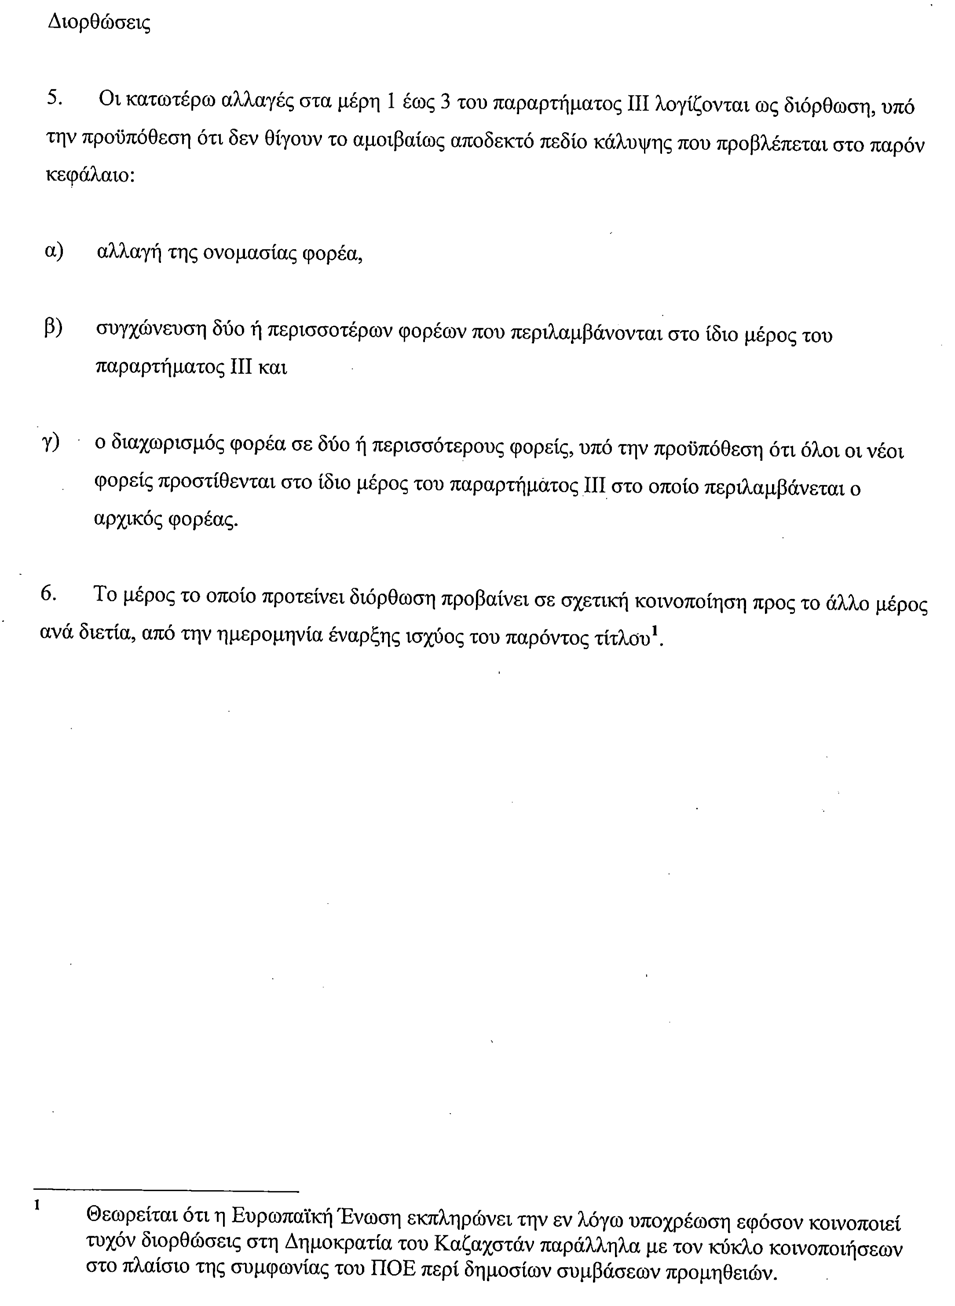 Διορθώσεις
5. Οι κατωτέρω αλλαγές στα μέρη 1 έως 3 του παραρτήματος III λογίζονται ως διόρθωση, υπό
την προϋπόθεση ότι δεν θίγουν το αμοιβαίως αποδεκτό πεδίο κάλυψης που προβλέπεται στο παρόν
κεφάλαιο:
α) αλλαγή της ονομασίας φορέα,
β) συγχώνευση δύο ή περισσοτέρων φορέων που περιλαμβάνονται στο ίδιο μέρος του
παραρτήματος III και
γ) ο διαχωρισμός φορέα σε δύο ή περισσότερους φορείς, υπό την προϋπόθεση ότι όλοι οι νέοι
φορείς προστίθενται στο ίδιο μέρος του παραρτήματος III στο οποίο περιλαμβάνεται ο
αρχικός φορέας.
6. Το μέρος το οποίο προτείνει διόρθωση προβαίνει σε σχετική κοινοποίηση προς το άλλο μέρος
ανά διετία, από την ημερομηνία έναρξης ισχύος του παρόντος τίτλου¹.
1 Θεωρείται ότι η Ευρωπαϊκή Ένωση εκπληρώνει την εν λόγω υποχρέωση εφόσον κοινοποιεί
τυχόν διορθώσεις στη Δημοκρατία του Καζαχστάν παράλληλα με τον κύκλο κοινοποιήσεων
στο πλαίσιο της συμφωνίας του ΠΟΕ περί δημοσίων συμβάσεων προμηθειών.